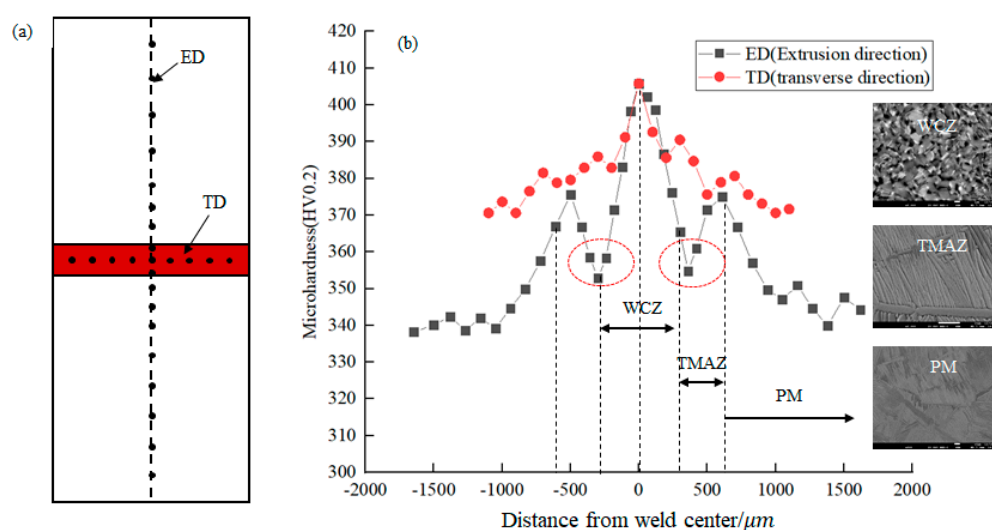 (a)
ED
TD
(b)
ED(Extrusion direction)
TD(transverse direction)
Microhardness(HV0.2)
420
410
400
390
380
370
360
350
340
330
320
310
300
-2000 -1500 -1000 -500 0 500 1000 1500 2000
Distance from weld center/μm
WCZ
TMAZ
PM
WCZ
TMAZ
PM